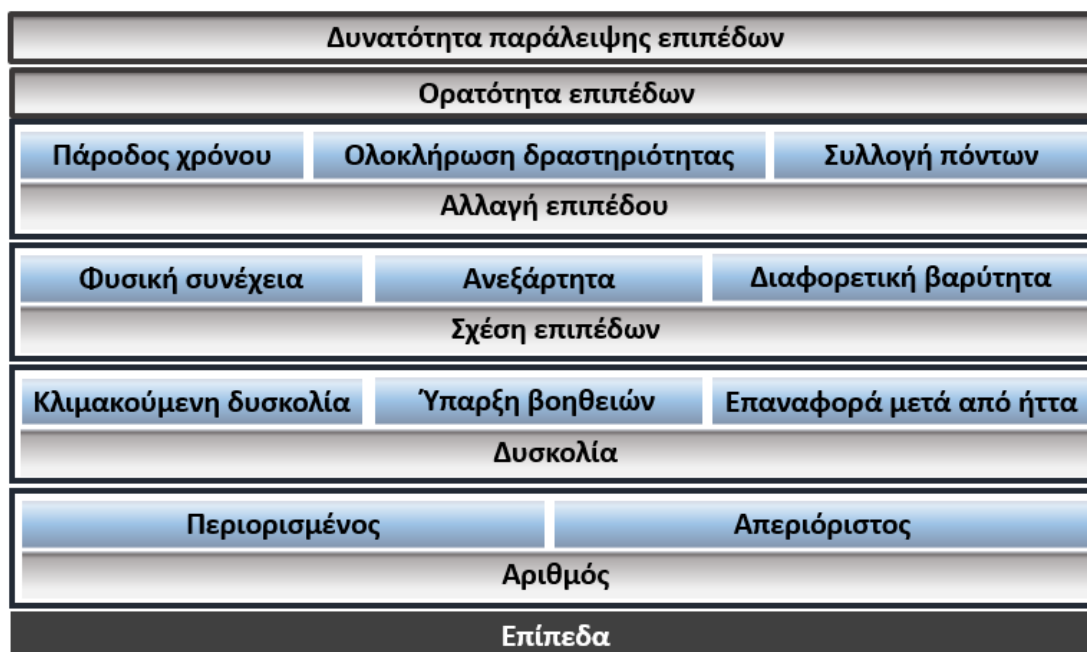 Δυνατότητα παράλειψης επιπέδων
Ορατότητα επιπέδων
Πάροδος χρόνου Ολοκλήρωση δραστηριότητας Συλλογή πόντων
Αλλαγή επιπέδου
Φυσική συνέχεια Ανεξάρτητα Διαφορετική βαρύτητα
Σχέση επιπέδων
Κλιμακούμενη δυσκολία Ύπαρξη βοηθειών Επαναφορά μετά από ήττα
Δυσκολία
Περιορισμένος Απεριόριστος
Αριθμός
Επίπεδα